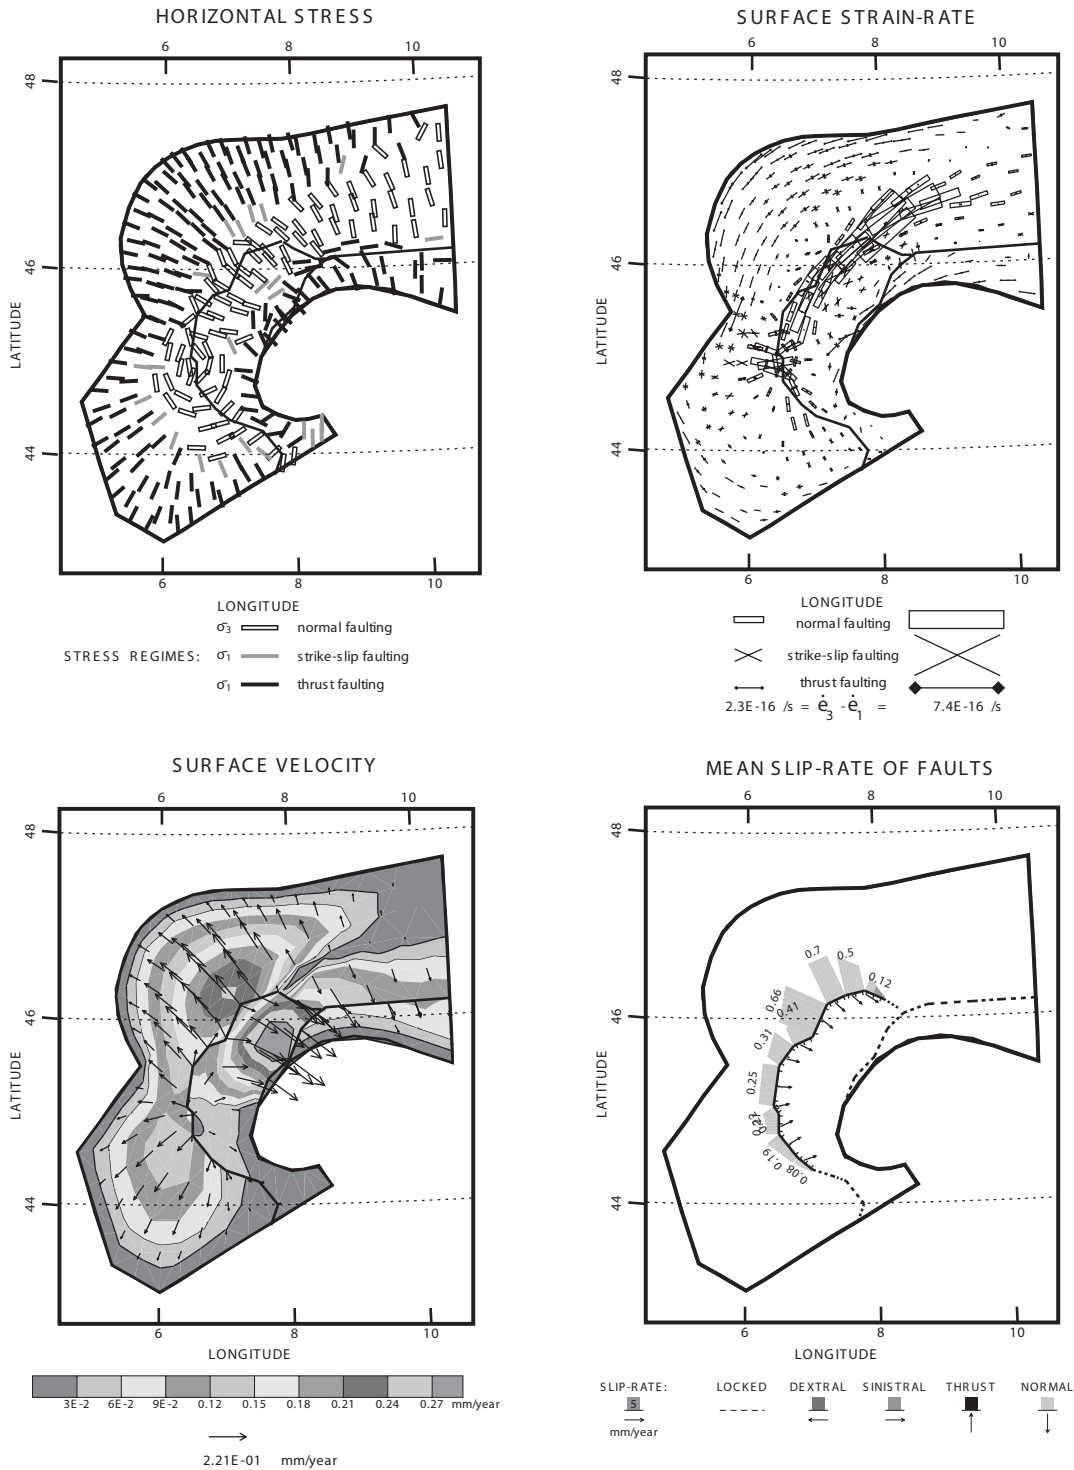 HORIZONTAL STRESS
6 8 10
48
46
44
LATITUDE
6 8 10
LONGITUDE
σ3 normal faulting
STRESS REGIMES: σ1 strike-slip faulting
σ1 thrust faulting
SURFACE STRAIN-RATE
6 8 10
48
46
44
LATITUDE
6 8 10
LONGITUDE
normal faulting
strike-slip faulting
thrust faulting
2.3E-16 /s = ė3 - ė1 = 7.4E-16 /s
SURFACE VELOCITY
6 8 10
48
46
44
LATITUDE
6 8 10
LONGITUDE
3E-2 6E-2 9E-2 0.12 0.15 0.18 0.21 0.24 0.27 mm/year
2.21E-01 mm/year
MEAN SLIP-RATE OF FAULTS
6 8 10
48
46
44
LATITUDE
0.7
0.5
0.12
0.66
0.41
0.31
0.25
0.27
0.19
0.08
6 8 10
LONGITUDE
SLIP-RATE: LOCKED DEXTRAL SINISTRAL THRUST NORMAL
5
mm/year